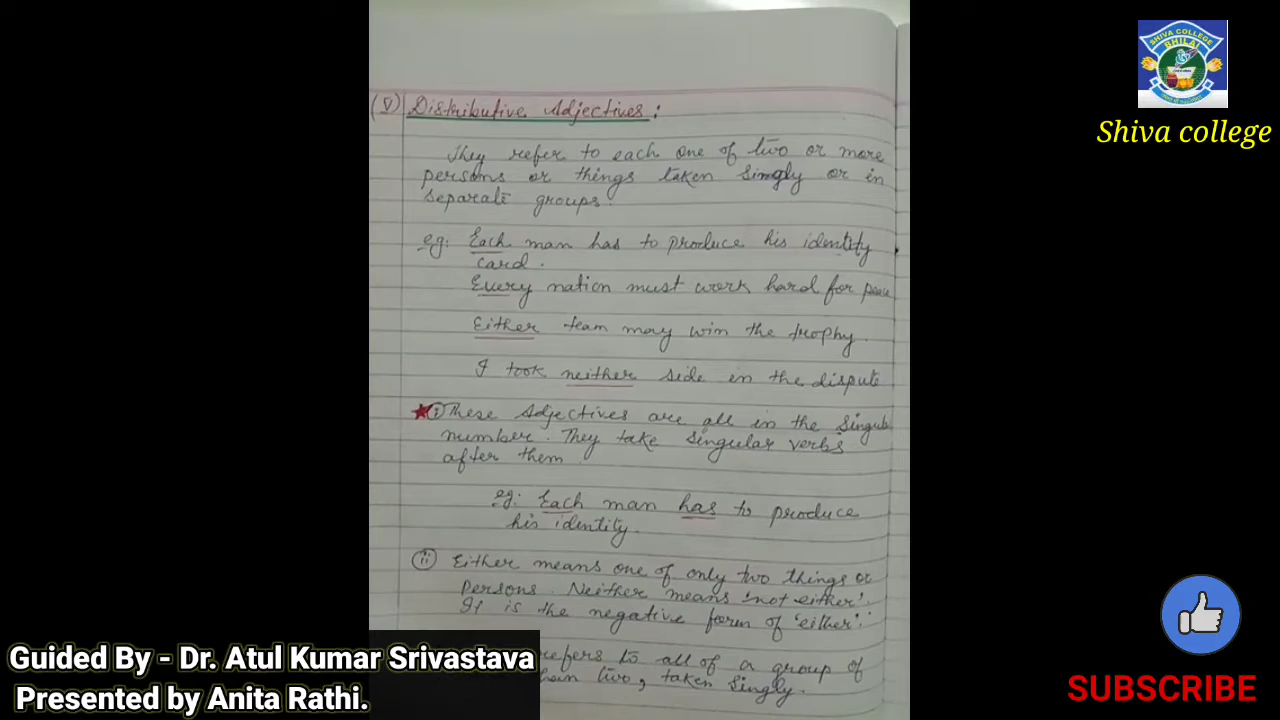 (V) Distributive Adjectives:
They refer to each one of two or more
persons or things taken singly or in
separate groups.
eg: Each man has to produce his identity
card.
Every nation must work hard for peace
Either team may win the trophy.
I took neither side in the dispute
(i) These Adjectives are all in the
number. They take singular verbs
after them
eg: Each man has to produce
his identity.
(ii) Either means one of only two things or
Persons. Neither means 'not either'.
It is the negative form of 'either'.
refers to all of a group of
two, taken singly.
SHIVA COLLEGE
BHILAI
Shiva college
Guided By - Dr. Atul Kumar Srivastava
Presented by Anita Rathi.
SUBSCRIBE